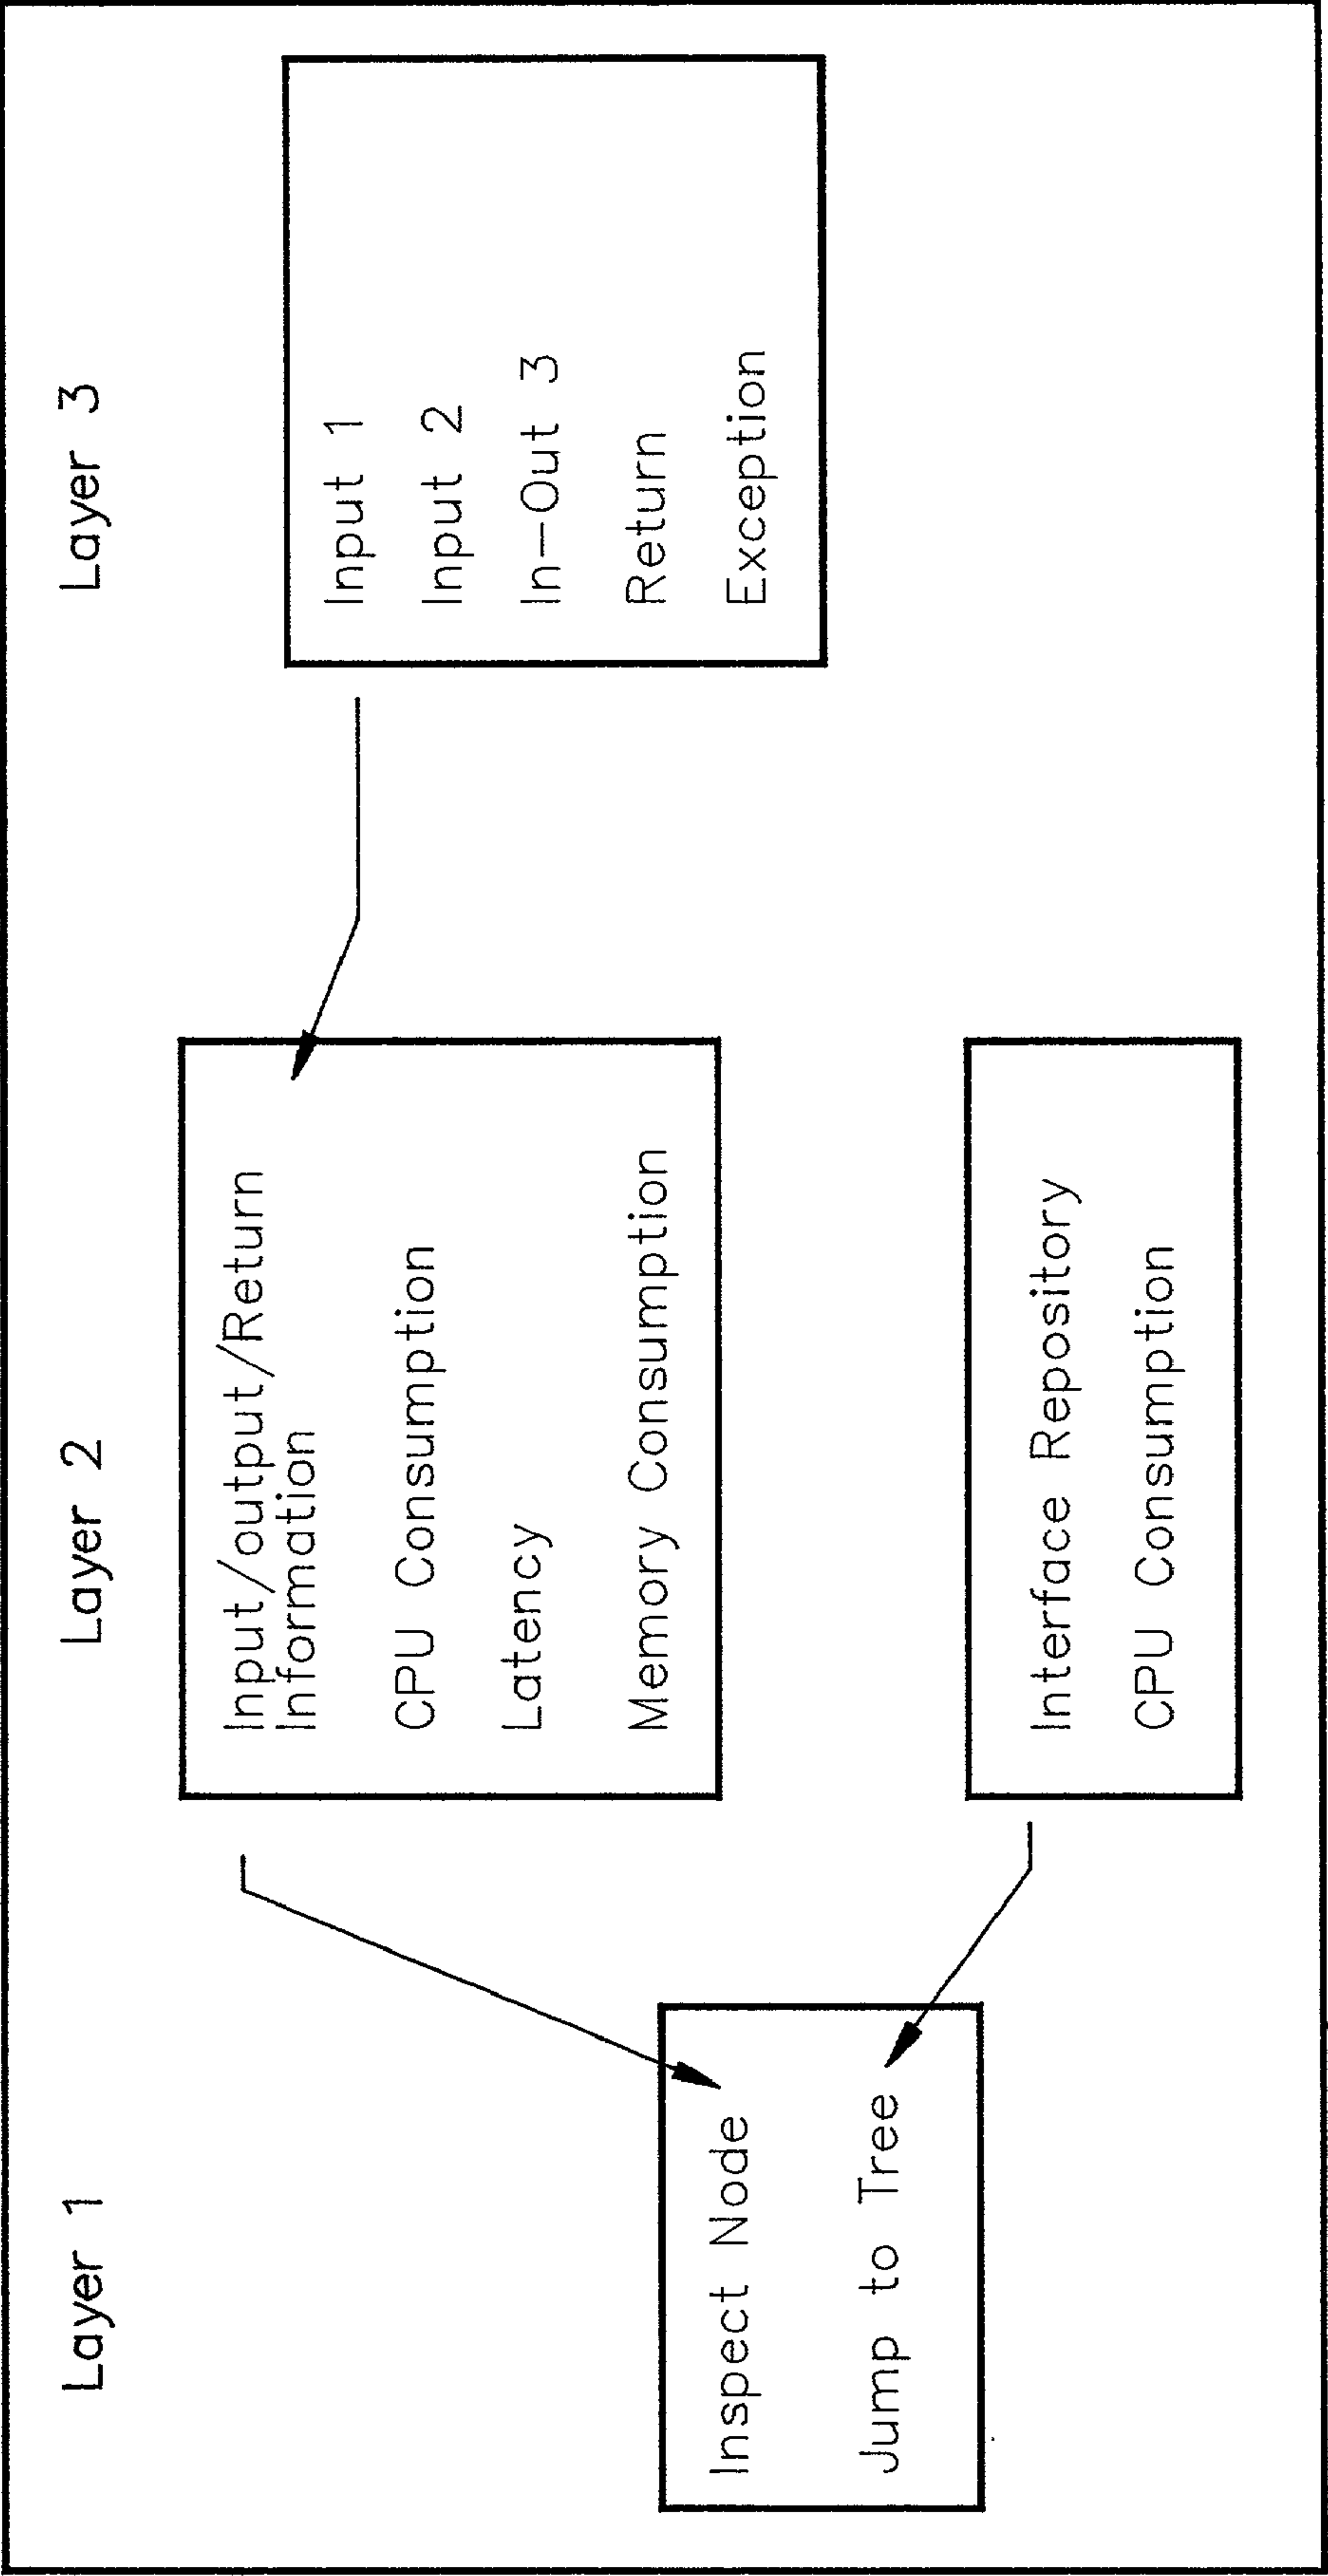 Layer 1
Inspect Node
Jump to Tree
Layer 2
Input/output/Return
Information
CPU Consumption
Latency
Memory Consumption
Interface Repository
CPU Consumption
Layer 3
Input 1
Input 2
In-Out 3
Return
Exception